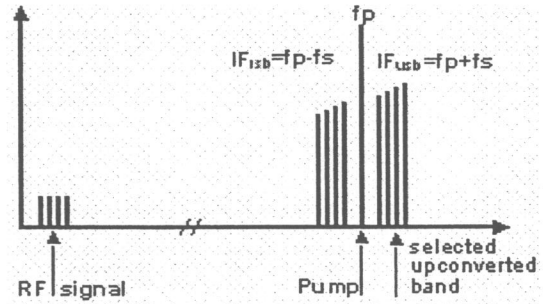 fp
IFlsb=fp-fs
IFusb=fp+fs
RF signal
Pump
selected
upconverted
band